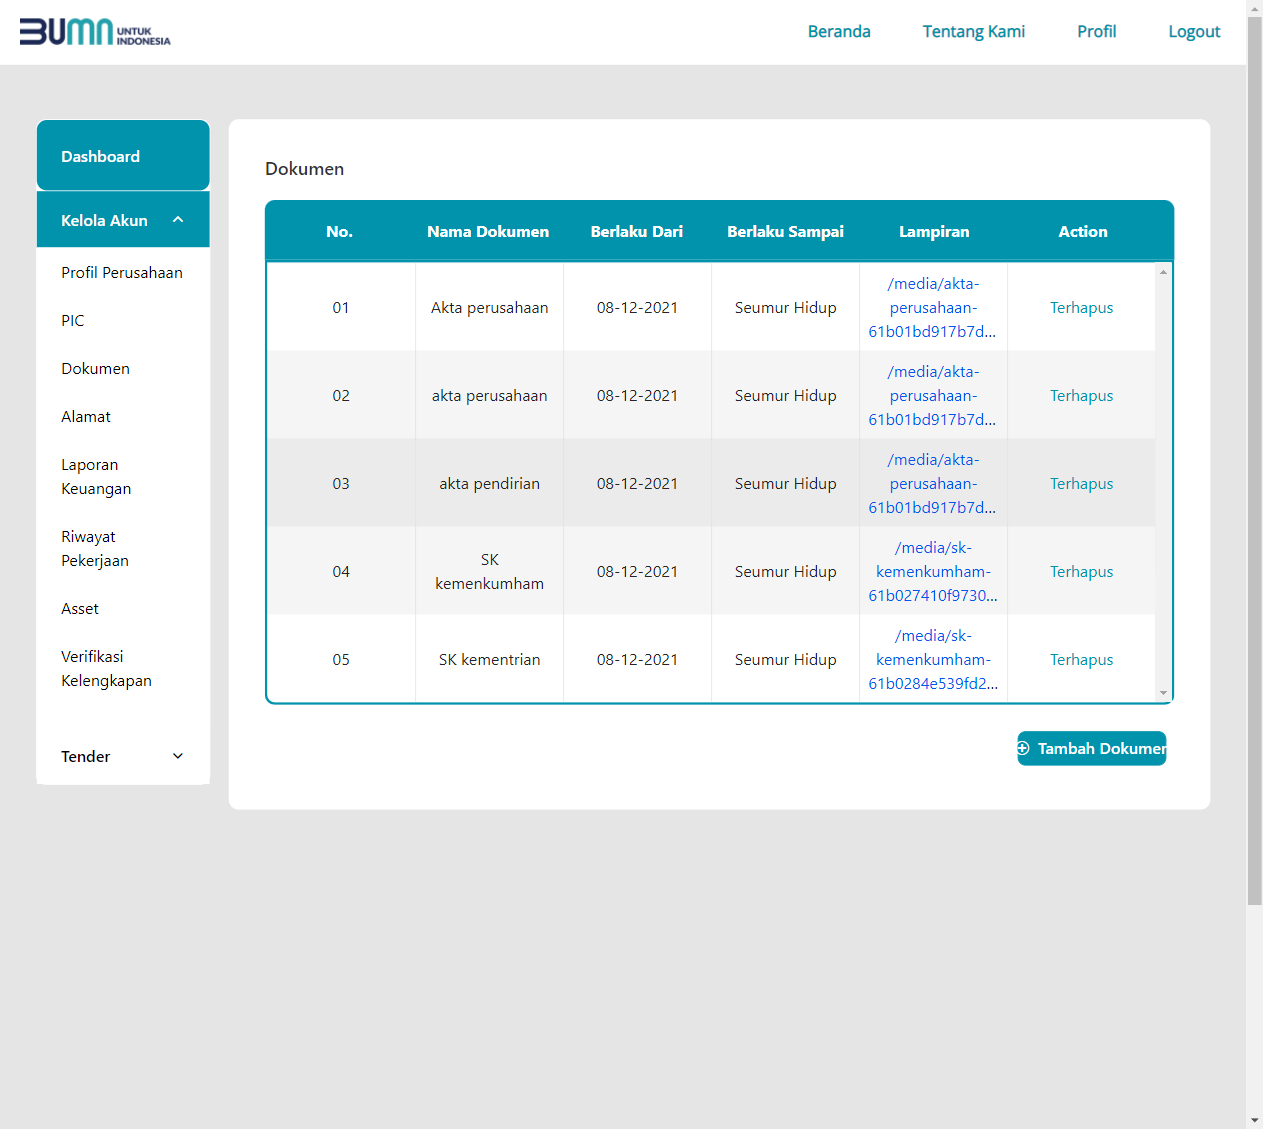 BUMN UNTUK INDONESIA
Beranda
Tentang Kami
Profil
Logout
Dashboard
Kelola Akun
Profil Perusahaan
PIC
Dokumen
Alamat
Laporan
Keuangan
Riwayat
Pekerjaan
Asset
Verifikasi
Kelengkapan
Tender
Dokumen
No. Nama Dokumen Berlaku Dari Berlaku Sampai Lampiran Action
/media/akta-
01 Akta perusahaan 08-12-2021 Seumur Hidup perusahaan- Terhapus
61b01bd917b7d...
/media/akta-
02 akta perusahaan 08-12-2021 Seumur Hidup perusahaan- Terhapus
61b01bd917b7d...
/media/akta-
03 akta pendirian 08-12-2021 Seumur Hidup perusahaan- Terhapus
61b01bd917b7d...
/media/sk-
04 SK kemenkumham 08-12-2021 Seumur Hidup kemenkumham- Terhapus
61b027410f9730...
/media/sk-
05 SK kementrian 08-12-2021 Seumur Hidup kemenkumham- Terhapus
61b0284e539fd2...
Tambah Dokumen